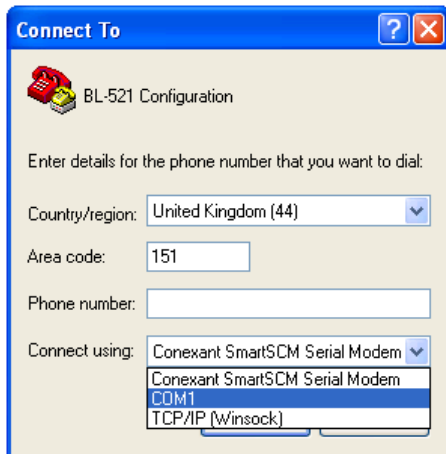 Connect To
BL-521 Configuration
Enter details for the phone number that you want to dial:
Country/region: United Kingdom (44)
Area code: 151
Phone number:
Connect using: Conexant SmartSCM Serial Modem
Conexant SmartSCM Serial Modem
COM1
TCP/IP (Winsock)